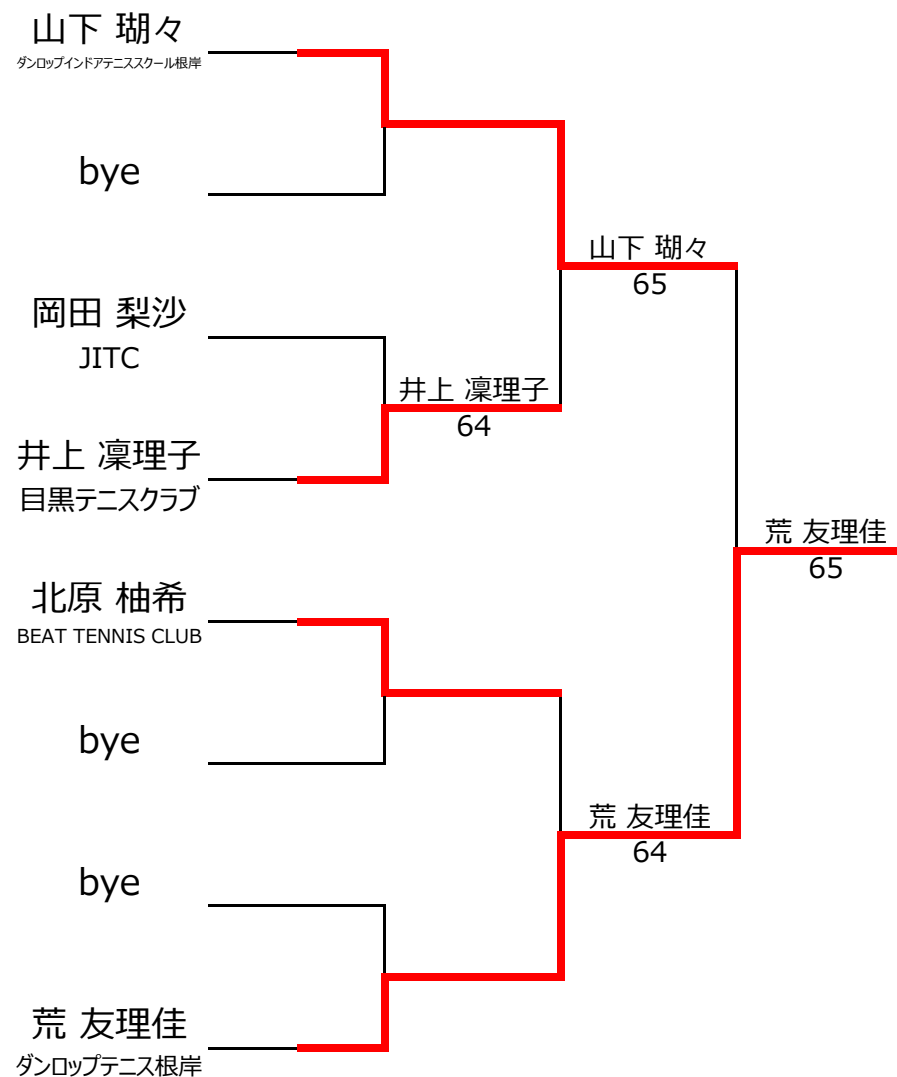 山下 瑚々
ダンロップインドアテニススクール根岸
bye
岡田 梨沙
JITC
井上 凜理子
目黒テニスクラブ
北原 柚希
BEAT TENNIS CLUB
bye
bye
荒 友理佳
ダンロップテニス根岸
井上 凜理子
64
山下 瑚々
65
荒 友理佳
64
荒 友理佳
65